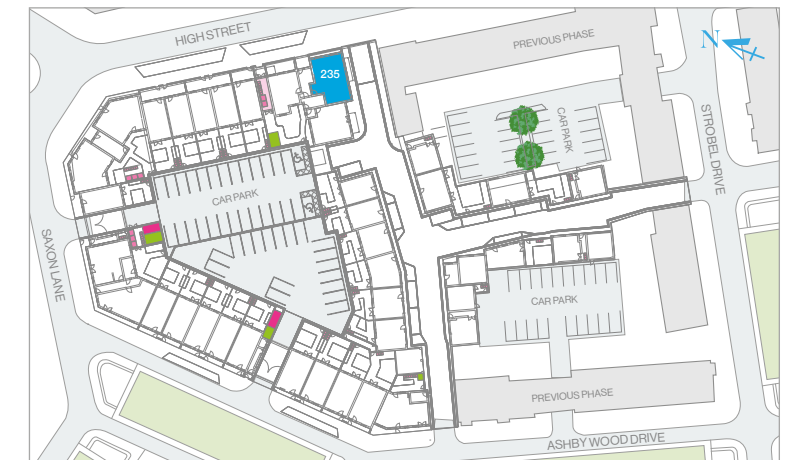 HIGH STREET
PREVIOUS PHASE
N
235
CAR PARK
STROBEL DRIVE
CAR PARK
SAXON LANE
CAR PARK
PREVIOUS PHASE
ASHBY WOOD DRIVE